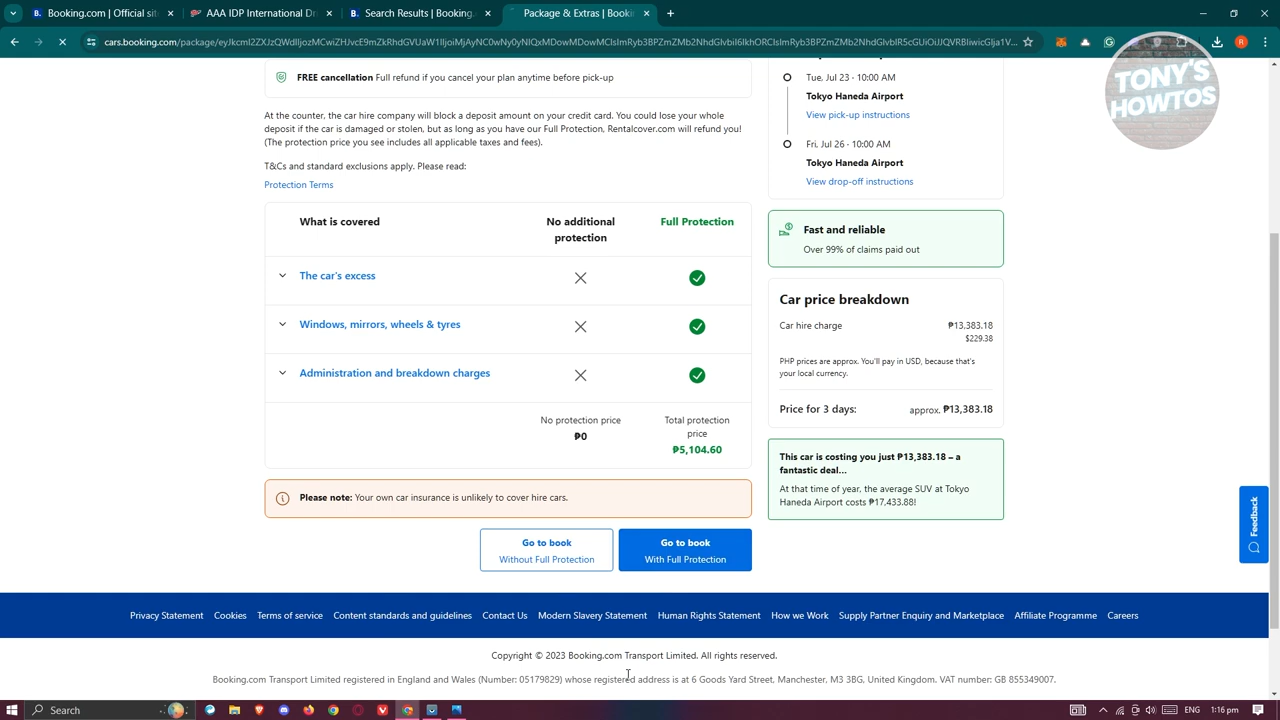 Booking.com | Official sit
AAA IDP International Dr
Search Results | Booking.
Package & Extras | Booki
FREE cancellation Full refund if you cancel your plan anytime before pick-up
At the counter, the car hire company will block a deposit amount on your credit card. You could lose your whole
deposit if the car is damaged or stolen, but as long as you have our Full Protection, Rentalcover.com will refund you!
(The protection price you see includes all applicable taxes and fees).
T&Cs and standard exclusions apply. Please read:
Protection Terms
What is covered
No additional
protection
Full Protection
The car's excess
Windows, mirrors, wheels & tyres
Administration and breakdown charges
No protection price
₱0
Total protection
price
₱5,104.60
Please note: Your own car insurance is unlikely to cover hire cars.
Go to book
Without Full Protection
Go to book
With Full Protection
Tue, Jul 23 · 10:00 AM
Tokyo Haneda Airport
View pick-up instructions
Fri, Jul 26 · 10:00 AM
Tokyo Haneda Airport
View drop-off instructions
Fast and reliable
Over 99% of claims paid out
Car price breakdown
Car hire charge ₱13,383.18
$229.38
PHP prices are approx. You'll pay in USD, because that's
your local currency.
Price for 3 days: approx. ₱13,383.18
This car is costing you just ₱13,383.18 – a
fantastic deal...
At that time of year, the average SUV at Tokyo
Haneda Airport costs ₱17,433.88!
TONY'S
HOWTOS
Feedback
Privacy Statement Cookies Terms of service Content standards and guidelines Contact Us Modern Slavery Statement Human Rights Statement How we Work Supply Partner Enquiry and Marketplace Affiliate Programme Careers
Copyright © 2023 Booking.com Transport Limited. All rights reserved.
Booking.com Transport Limited registered in England and Wales (Number: 05179829) whose registered address is at 6 Goods Yard Street, Manchester, M3 3BG, United Kingdom. VAT number: GB 855349007.
Search
ENG 1:16 pm